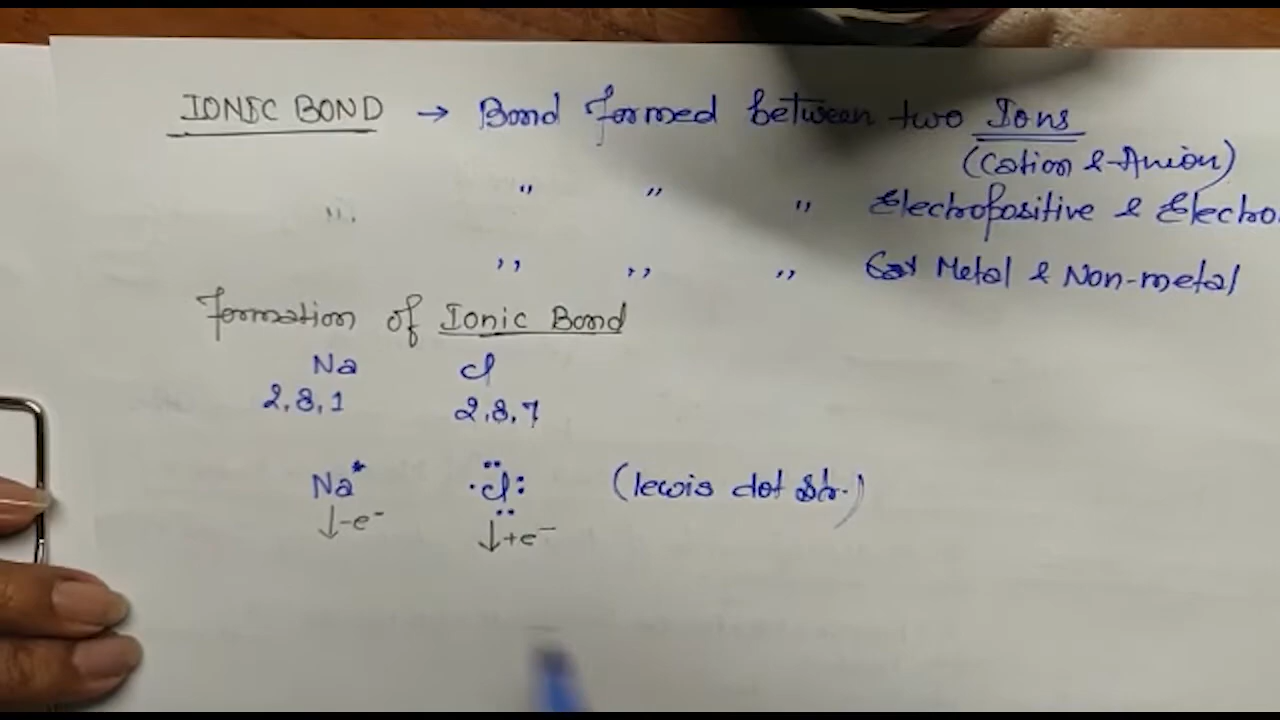 IONIC BOND → Bond formed between two Ions
(Cation & Anion)
" " " Electropositive & Electro
,, ,, ,, Metal & Non-metal
Formation of Ionic Bond
Na Cl
2,8,1 2,8,7
Na* ·Cl: (lewis dot str.)
↓-e⁻ ↓+e⁻